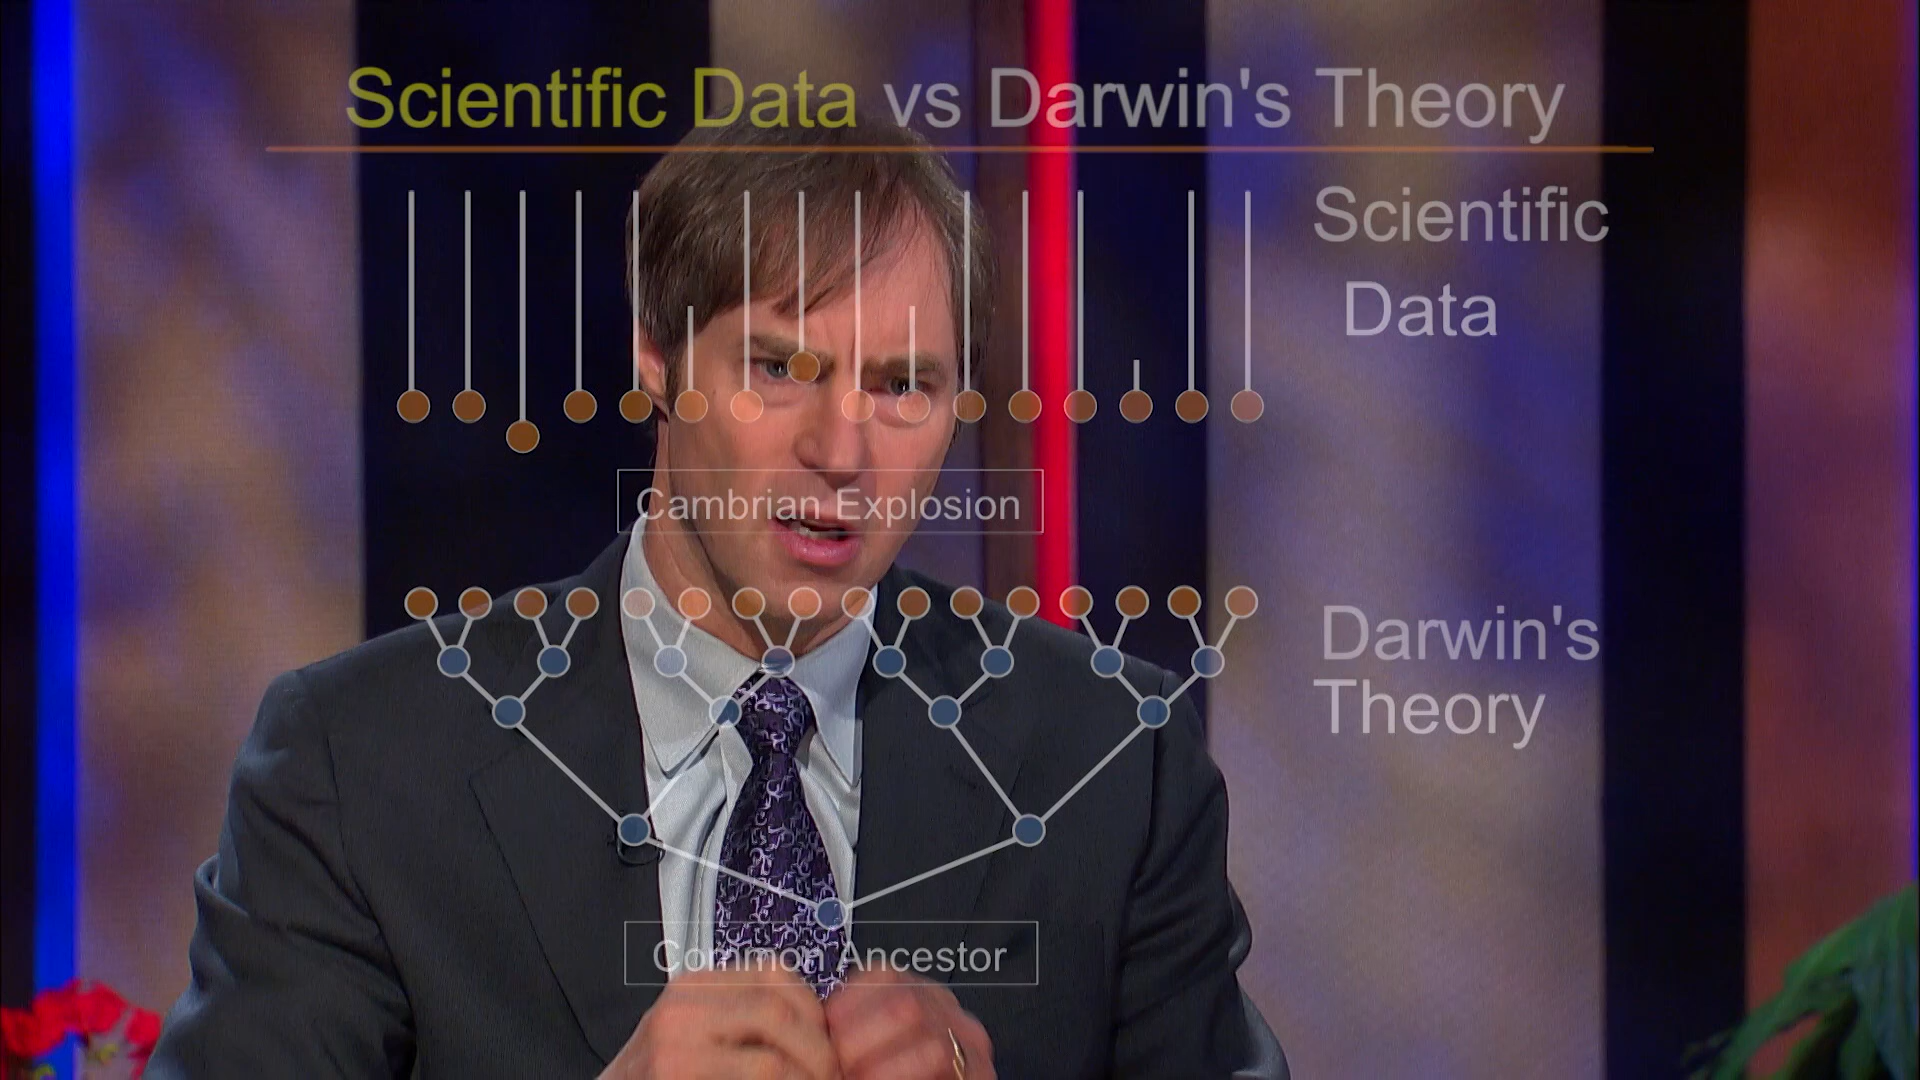 Scientific Data vs Darwin's Theory
Scientific
Data
Cambrian Explosion
Darwin's
Theory
Common Ancestor